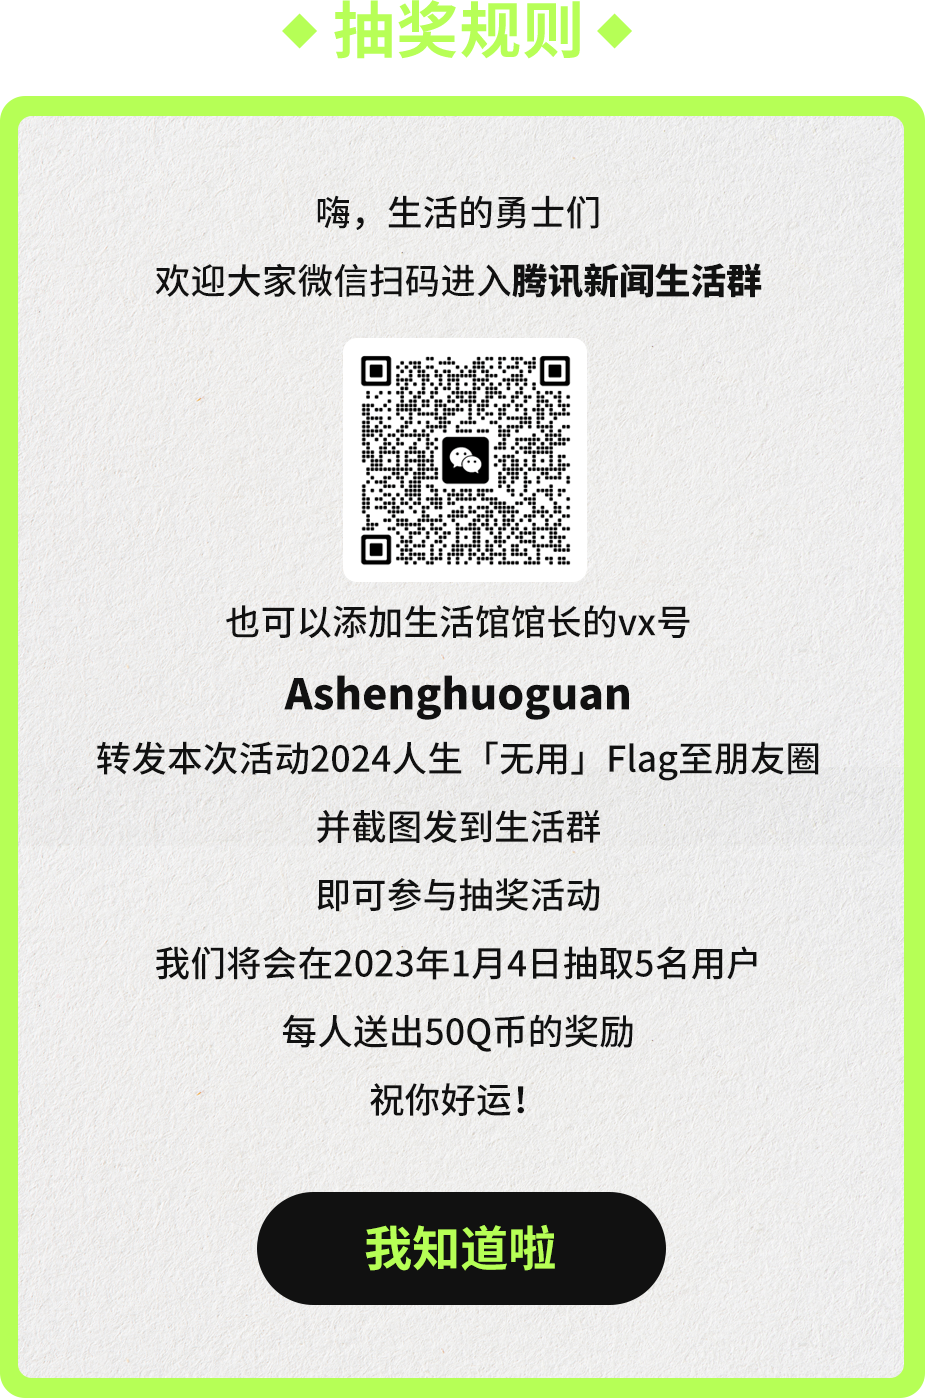 抽奖规则
嗨，生活的勇士们
欢迎大家微信扫码进入腾讯新闻生活群
也可以添加生活馆馆长的vx号
Ashenghuoguan
转发本次活动2024人生「无用」Flag至朋友圈
并截图发到生活群
即可参与抽奖活动
我们将会在2023年1月4日抽取5名用户
每人送出50Q币的奖励
祝你好运！
我知道啦